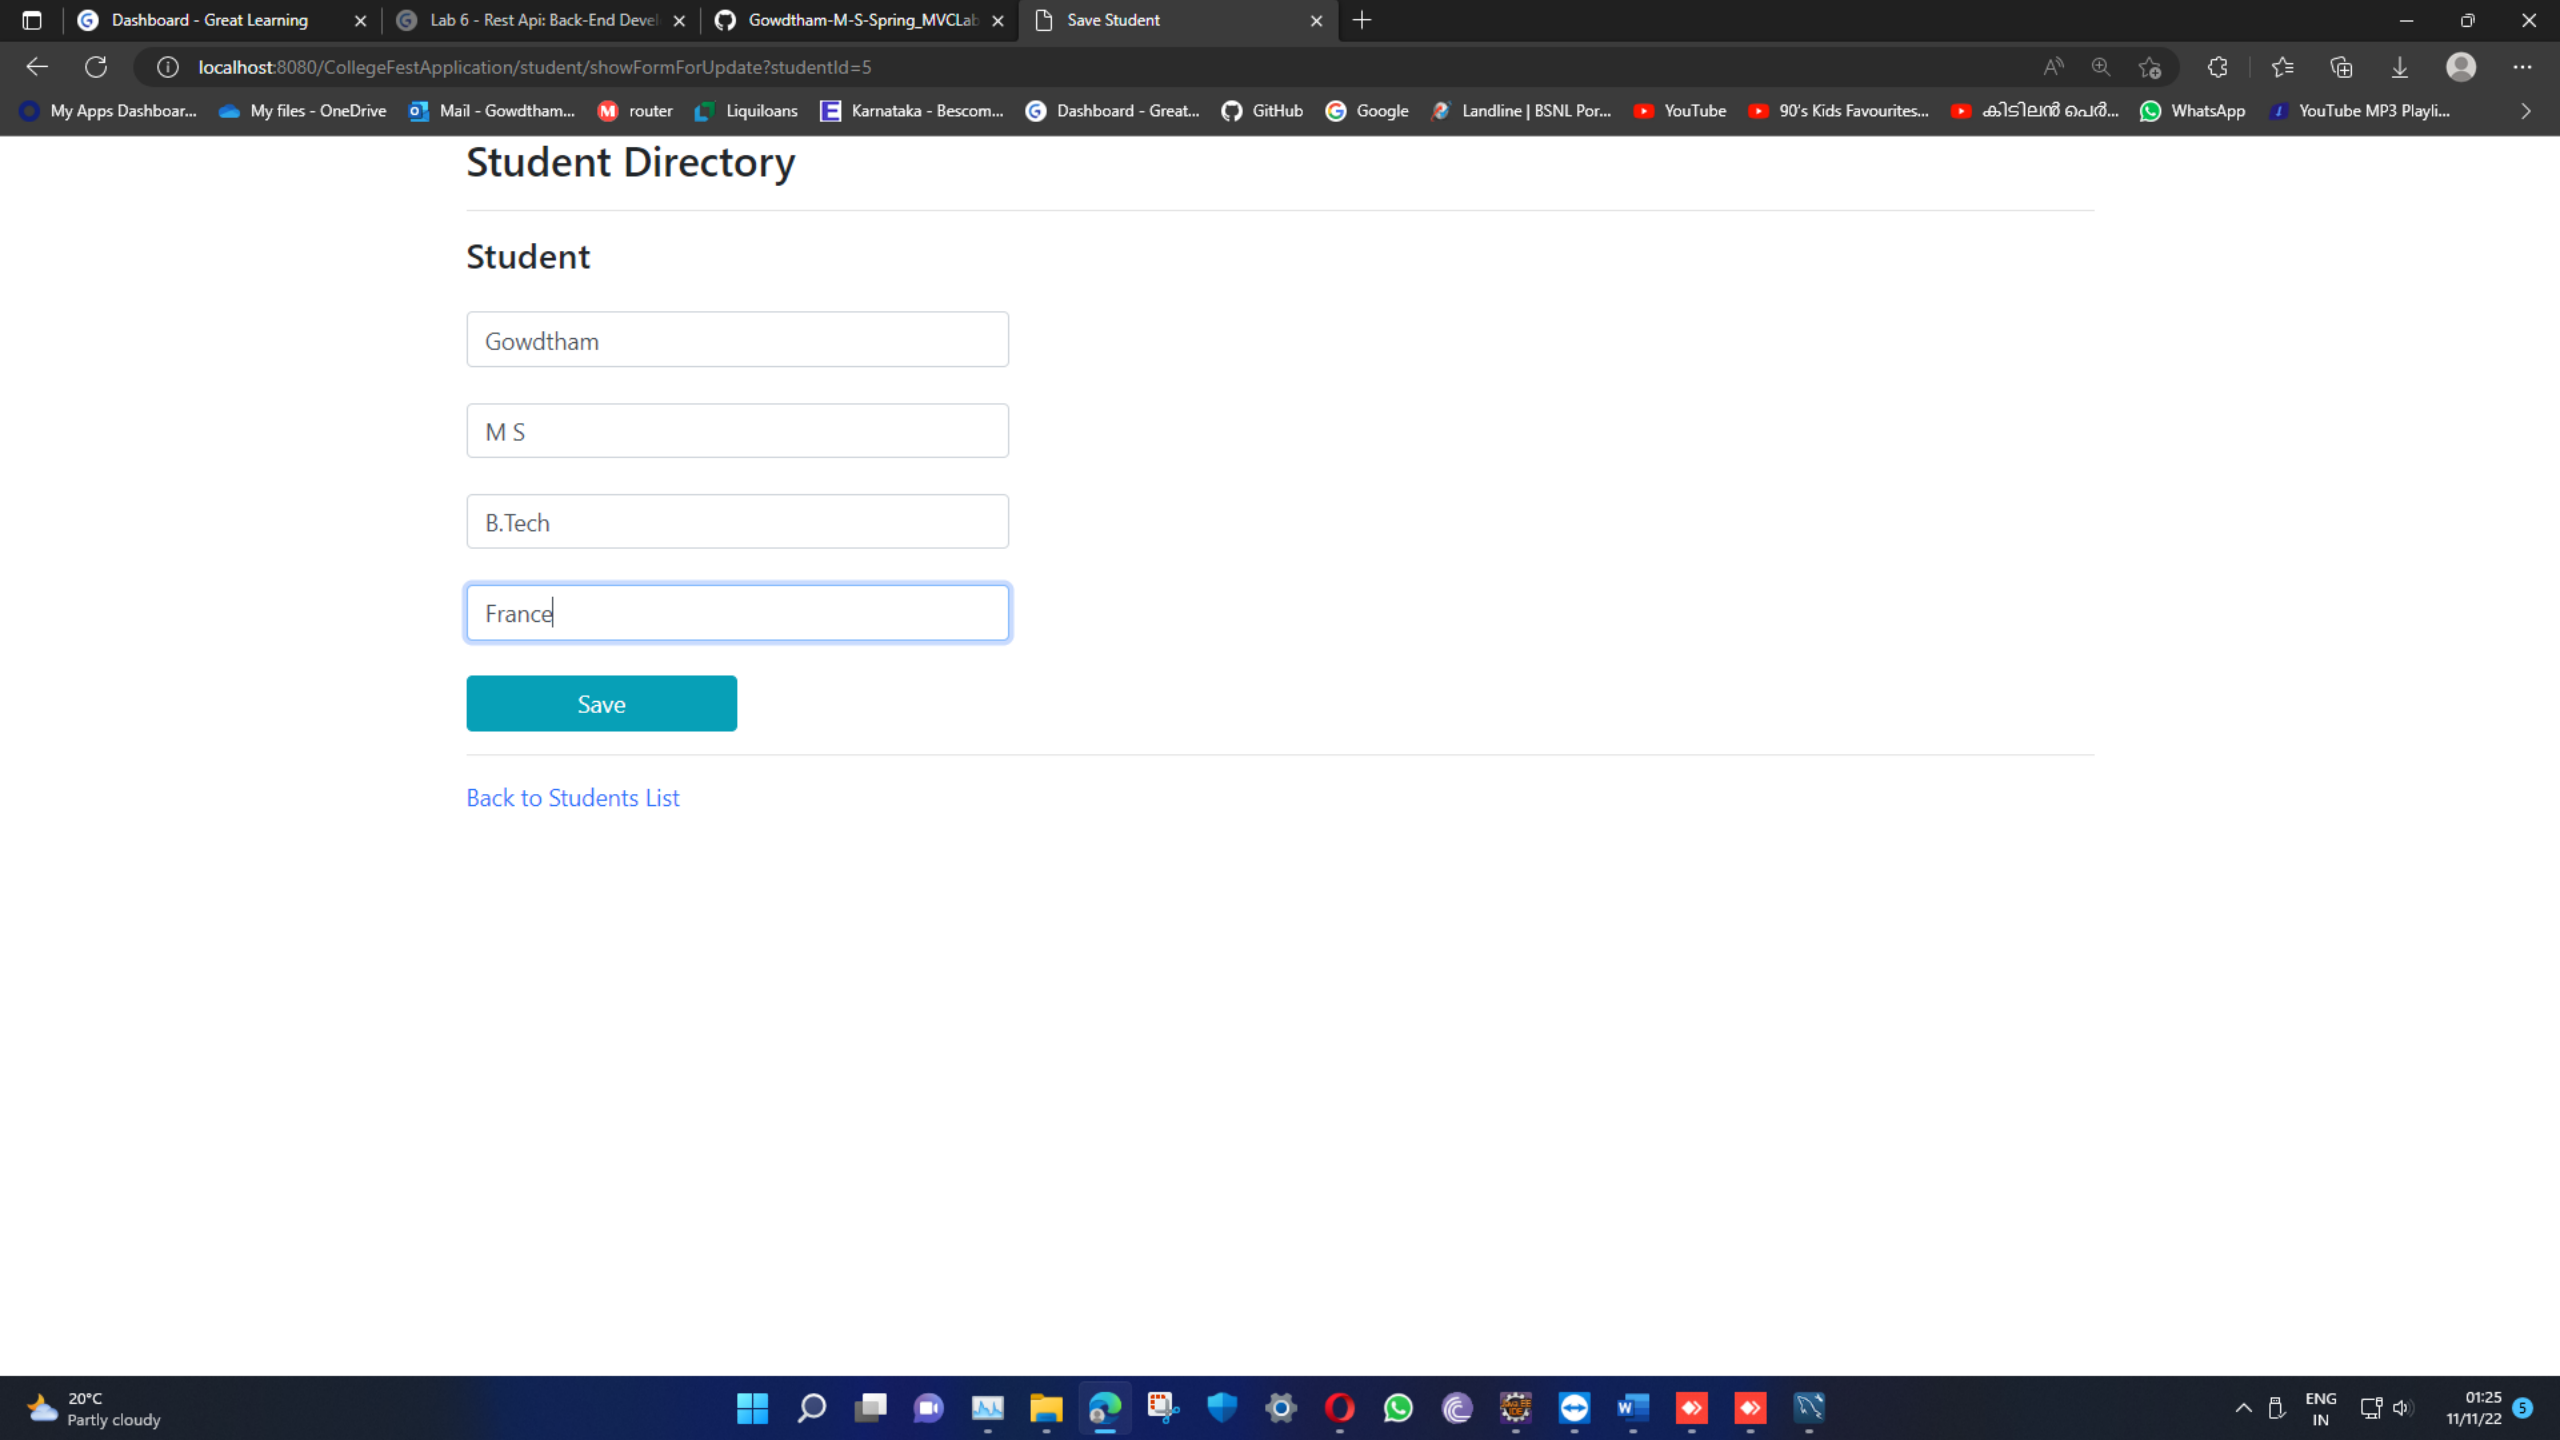 Dashboard - Great Learning
Lab 6 - Rest Api: Back-End Devel
Gowdtham-M-S-Spring_MVCLab
Save Student
localhost:8080/CollegeFestApplication/student/showFormForUpdate?studentId=5
My Apps Dashboar...
My files - OneDrive
Mail - Gowdtham...
router
Liquiloans
Karnataka - Bescom...
Dashboard - Great...
GitHub
Google
Landline | BSNL Por...
YouTube
90's Kids Favourites...
കിടിലൻ പെർ...
WhatsApp
YouTube MP3 Playli...
Student Directory
Student
Gowdtham
M S
B.Tech
France
Save
Back to Students List
20°C
Partly cloudy
ENG
IN
01:25
11/11/22
5